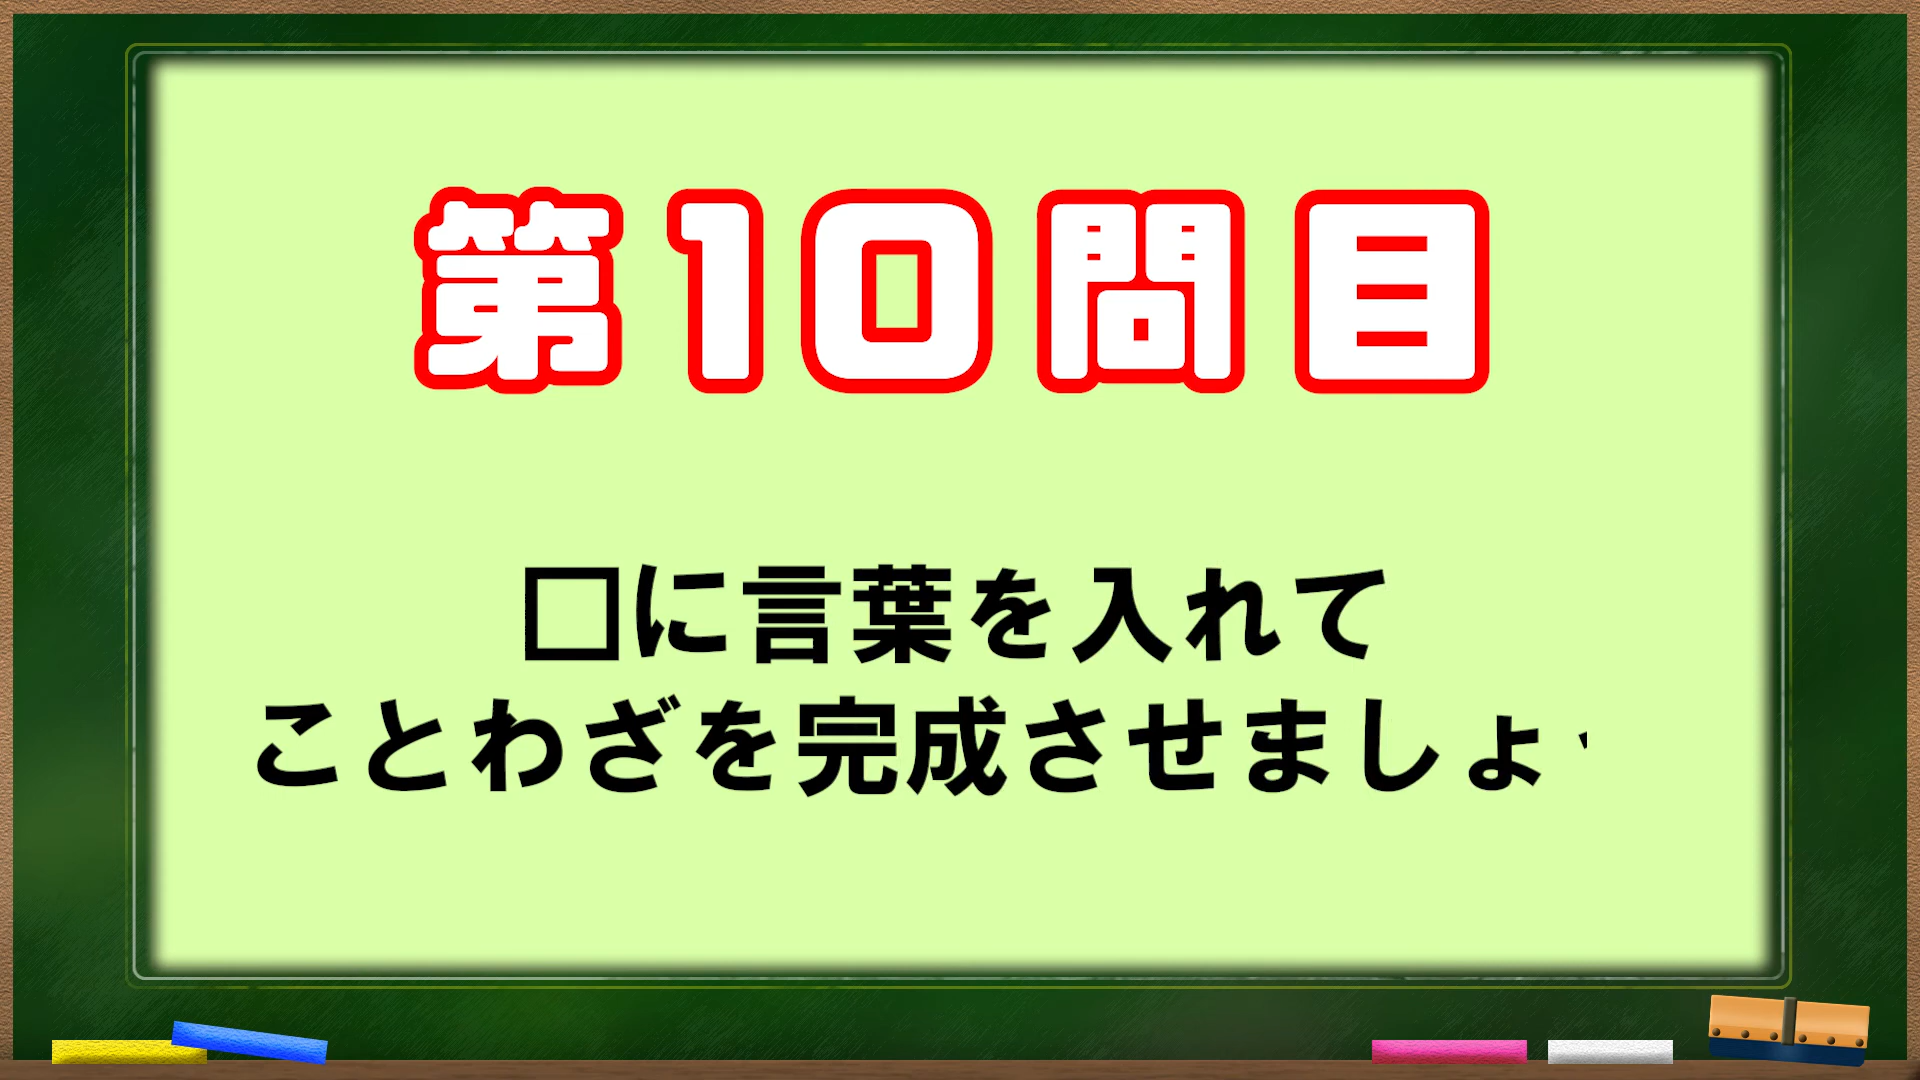 第10問目
□に言葉を入れて
ことわざを完成させましょ